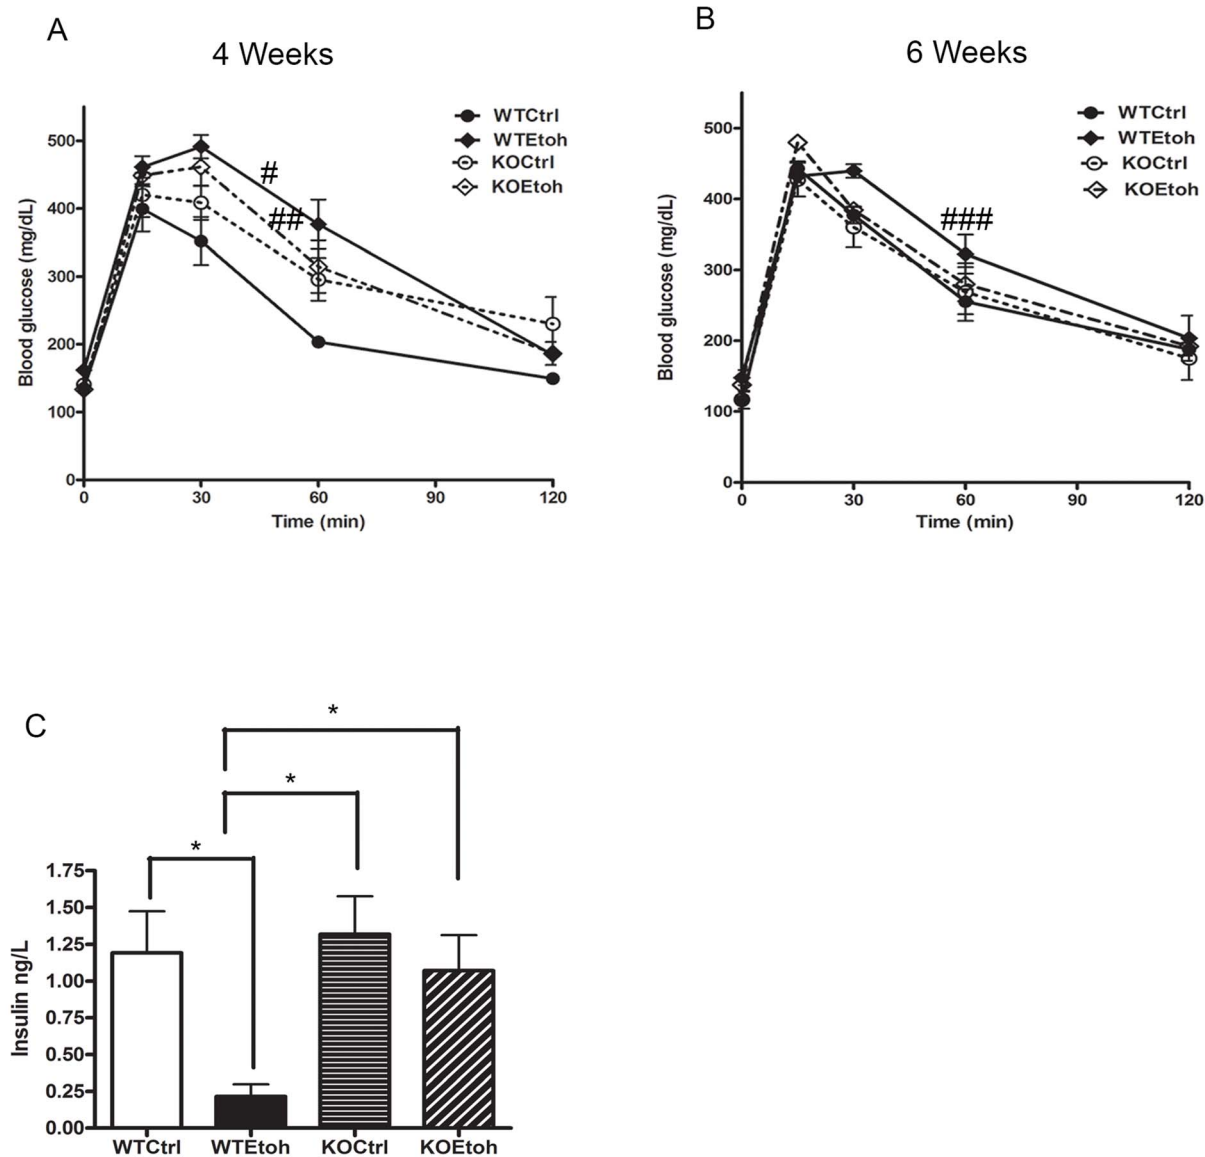 A
4 Weeks
WTCtrl
WTEtoh
KOCtrl
KOEtoh
#
##
500
400
300
200
100
0
Blood glucose (mg/dL)
0 30 60 90 120
Time (min)
B
6 Weeks
WTCtrl
WTEtoh
KOCtrl
KOEtoh
###
500
400
300
200
100
0
Blood glucose (mg/dL)
0 30 60 90 120
Time (min)
C
*
*
*
1.75
1.50
1.25
1.00
0.75
0.50
0.25
0.00
Insulin ng/L
WTCtrl WTEtoh KOCtrl KOEtoh